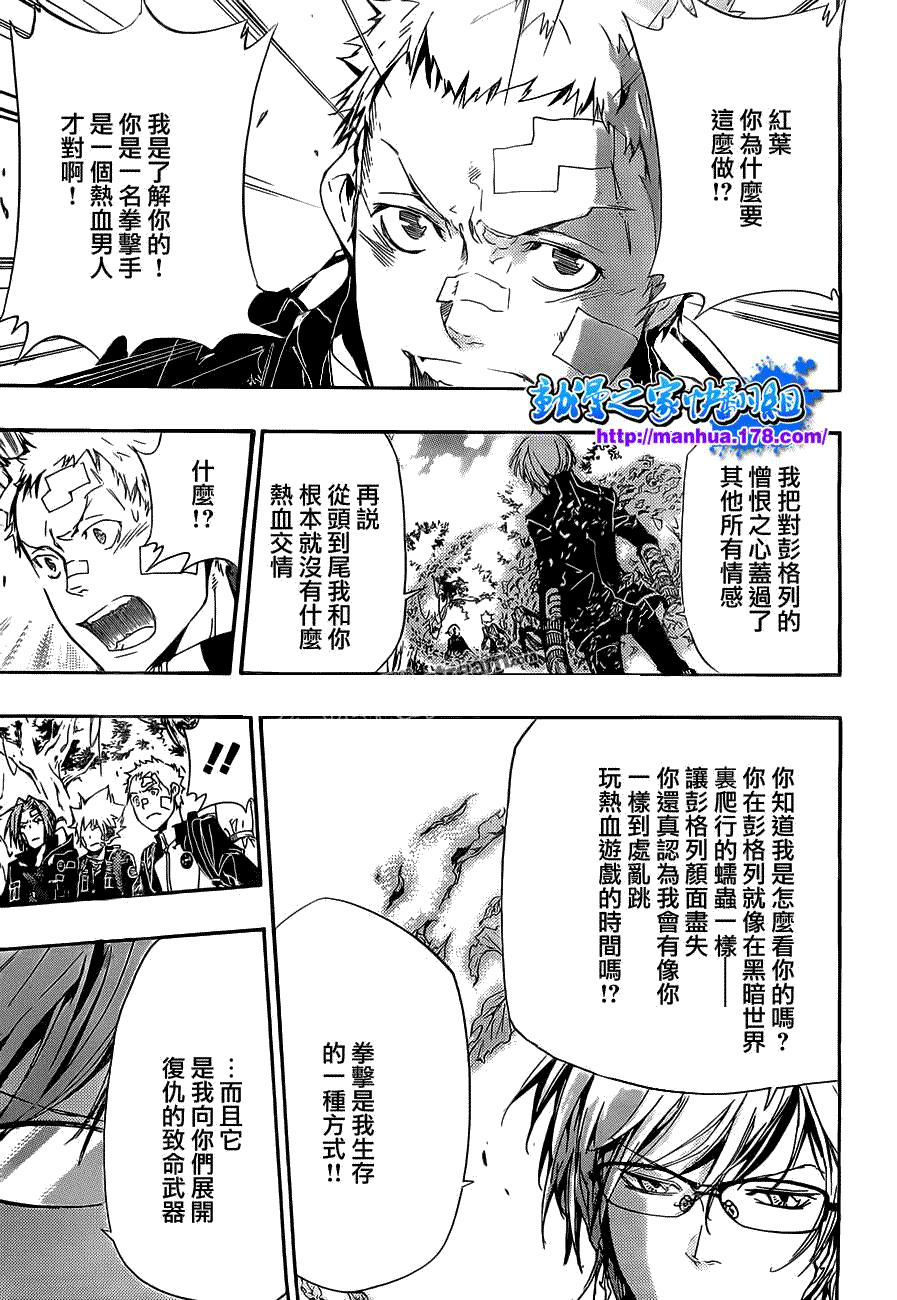 紅葉
你為什麼要
這麼做!?
我是了解你的！
你是一名拳擊手
是一個熱血男人
才對啊！
動漫之家快翻組
http://manhua.178.com/
我把對彭格列的
憎恨之心蓋過了
其他所有情感
再說
從頭到尾我和你
根本就沒有什麼
熱血交情
什麼!?
你知道我是怎麼看你的嗎？
你在彭格列就像在黑暗世界
裏爬行的蠕蟲一樣——
讓彭格列顏面盡失
你還真認為我會有像你
一樣到處亂跳
玩熱血遊戲的時間嗎!?
!!
拳擊是我生存
的一種方式!!
…而且它
是我向你們展開
復仇的致命武器